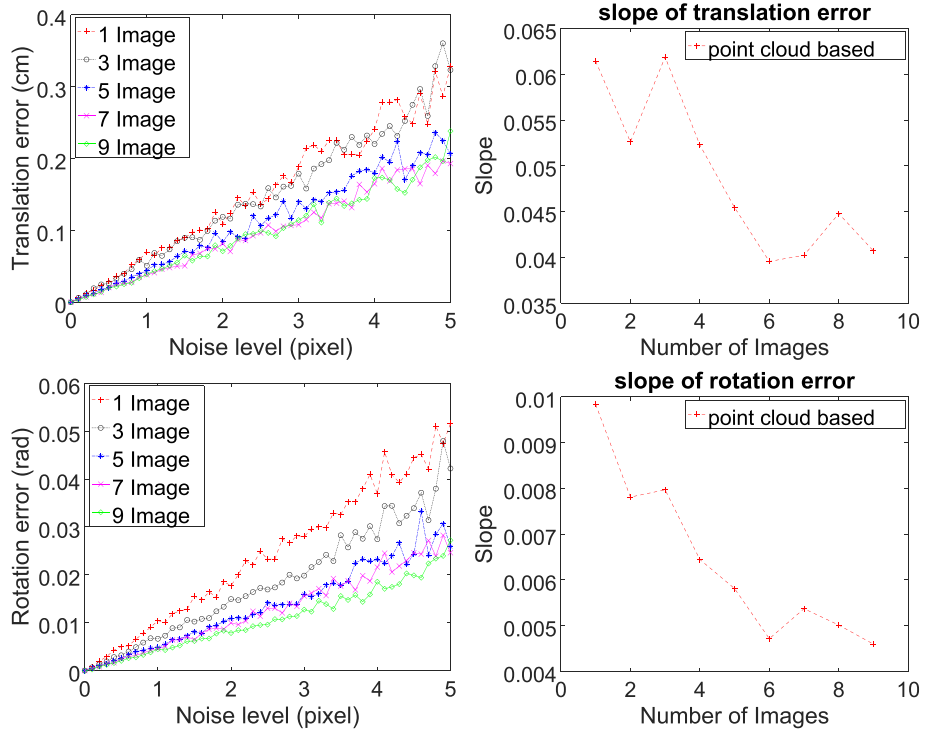 0.4
0.3
0.2
0.1
0
Translation error (cm)
1 Image
3 Image
5 Image
7 Image
9 Image
0 1 2 3 4 5
Noise level (pixel)
slope of translation error
0.065
0.06
0.055
0.05
0.045
0.04
0.035
Slope
point cloud based
0 2 4 6 8 10
Number of Images
0.06
0.05
0.04
0.03
0.02
0.01
0
Rotation error (rad)
1 Image
3 Image
5 Image
7 Image
9 Image
0 1 2 3 4 5
Noise level (pixel)
slope of rotation error
0.01
0.009
0.008
0.007
0.006
0.005
0.004
Slope
point cloud based
0 2 4 6 8 10
Number of Images